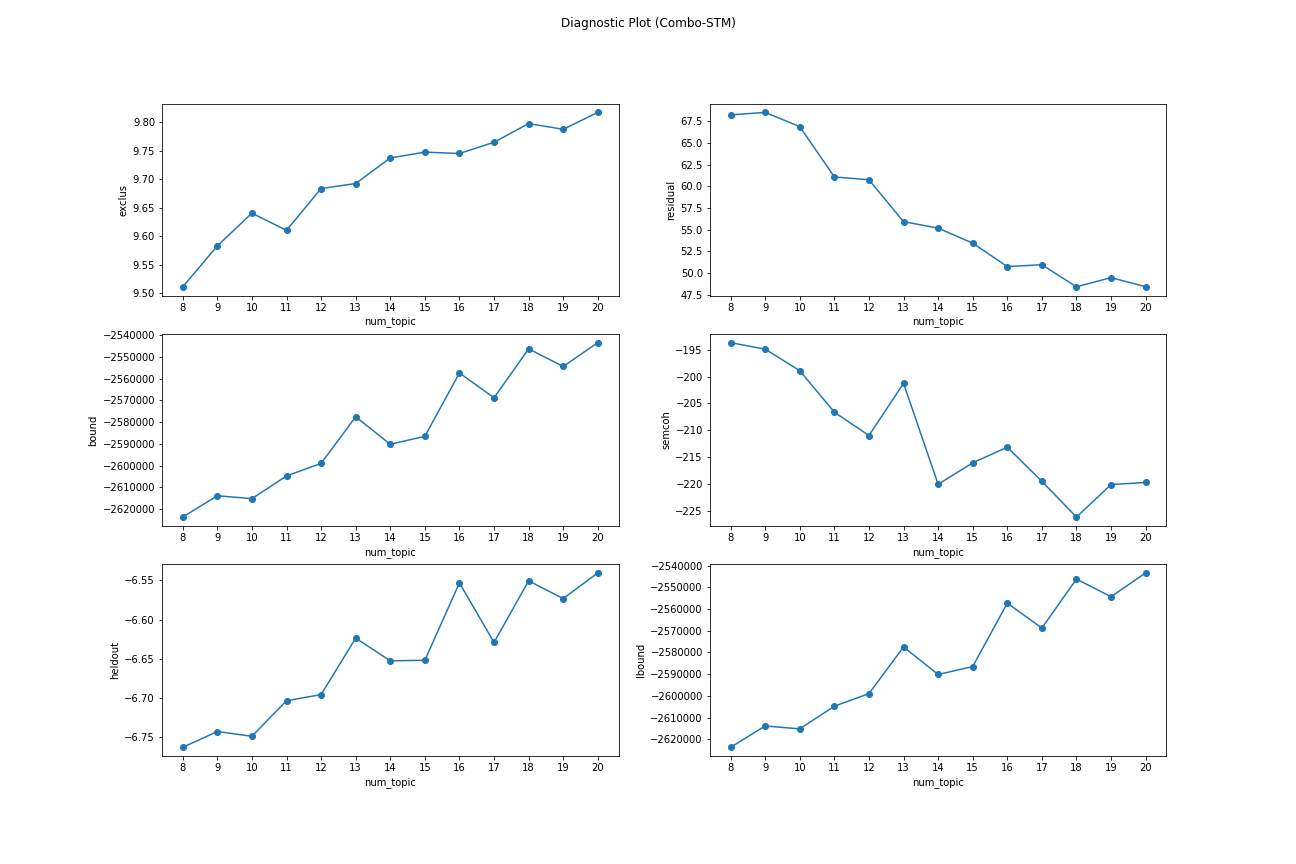 Diagnostic Plot (Combo-STM)
exclus
9.80
9.75
9.70
9.65
9.60
9.55
9.50
8 9 10 11 12 13 14 15 16 17 18 19 20
num_topic
residual
67.5
65.0
62.5
60.0
57.5
55.0
52.5
50.0
47.5
8 9 10 11 12 13 14 15 16 17 18 19 20
num_topic
bound
−2540000
−2550000
−2560000
−2570000
−2580000
−2590000
−2600000
−2610000
−2620000
8 9 10 11 12 13 14 15 16 17 18 19 20
num_topic
semcoh
−195
−200
−205
−210
−215
−220
−225
8 9 10 11 12 13 14 15 16 17 18 19 20
num_topic
heldout
−6.55
−6.60
−6.65
−6.70
−6.75
8 9 10 11 12 13 14 15 16 17 18 19 20
num_topic
lbound
−2540000
−2550000
−2560000
−2570000
−2580000
−2590000
−2600000
−2610000
−2620000
8 9 10 11 12 13 14 15 16 17 18 19 20
num_topic